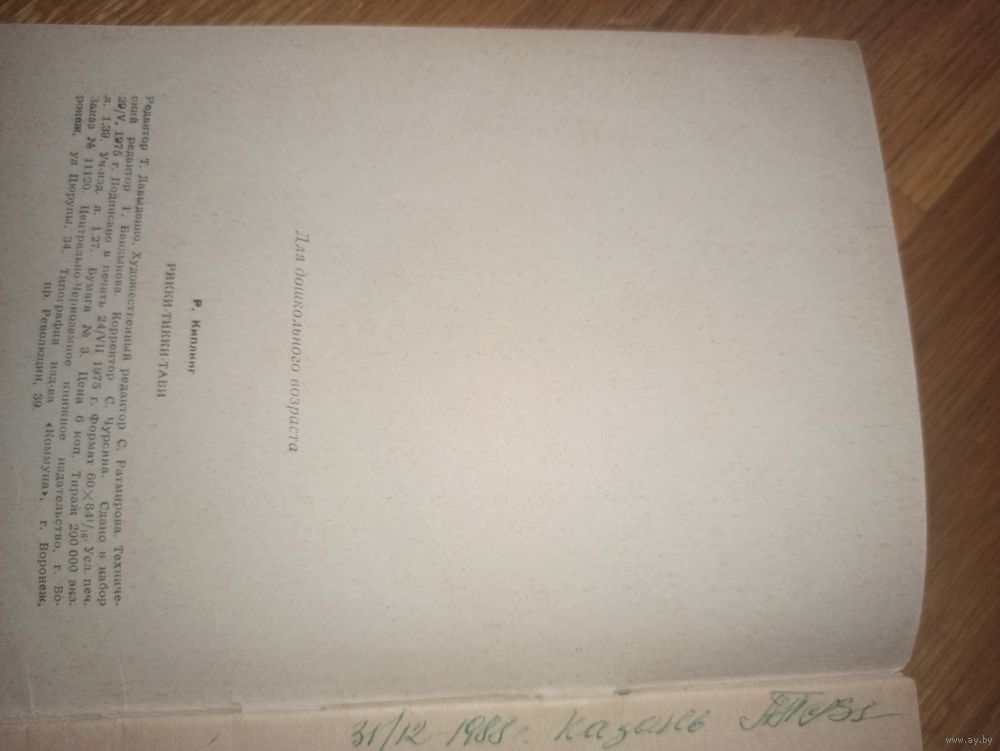 Для дошкольного возраста
Р. Киплинг
РИККИ-ТИККИ-ТАВИ
Редактор Т. Давыденко. Художественный редактор С. Ратмирова. Техниче-
ский редактор Г. Баклыкова. Корректор С. Чурсина. Сдано в набор
29/V, 1975 г. Подписано в печать 24/VII 1975 г. Формат 60×84¹/₁₆. Усл. печ.
л. 1,39. Уч-изд. л. 1,27. Бумага № 3. Цена 6 коп. Тираж 200 000 экз.
Заказ № 11120. Центрально-Черноземное книжное издательство, г. Во-
ронеж, ул Цюрупы, 34. Типография изд-ва «Коммуна», г. Воронеж,
пр. Революции, 39.
31/12 1988 г. Казань
www.ay.by